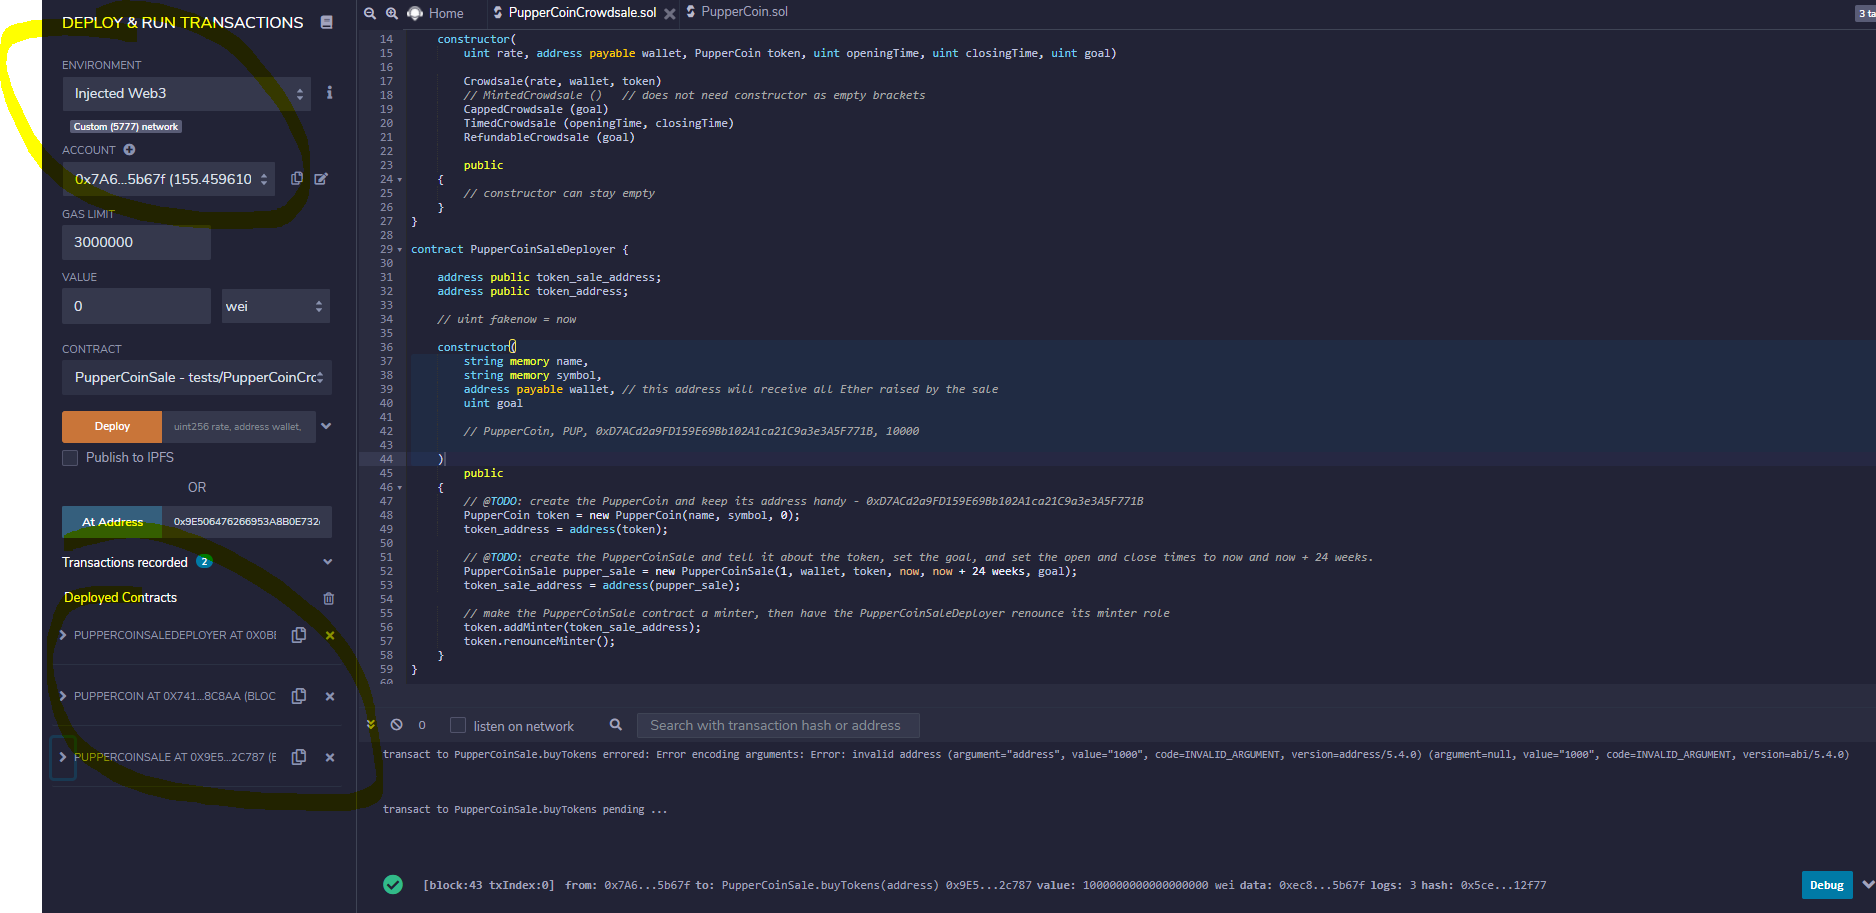 DEPLOY & RUN TRANSACTIONS
ENVIRONMENT
Injected Web3
Custom (5777) network
ACCOUNT
0x7A6...5b67f (155.459610
GAS LIMIT
3000000
VALUE
0
wei
CONTRACT
PupperCoinSale - tests/PupperCoinCro
Deploy
uint256 rate, address wallet,
Publish to IPFS
OR
At Address
0x9E506476266953A8B0E732
Transactions recorded 2
Deployed Contracts
PUPPERCOINSALEDEPLOYER AT 0X0BE
PUPPERCOIN AT 0X741...8C8AA (BLOC
PUPPERCOINSALE AT 0X9E5...2C787 (E
Home
PupperCoinCrowdsale.sol
PupperCoin.sol
3 ta
14 constructor(
15 uint rate, address payable wallet, PupperCoin token, uint openingTime, uint closingTime, uint goal)
16
17 Crowdsale(rate, wallet, token)
18 // MintedCrowdsale () // does not need constructor as empty brackets
19 CappedCrowdsale (goal)
20 TimedCrowdsale (openingTime, closingTime)
21 RefundableCrowdsale (goal)
22
23 public
24 {
25 // constructor can stay empty
26 }
27 }
28
29 contract PupperCoinSaleDeployer {
30
31 address public token_sale_address;
32 address public token_address;
33
34 // uint fakenow = now
35
36 constructor(
37 string memory name,
38 string memory symbol,
39 address payable wallet, // this address will receive all Ether raised by the sale
40 uint goal
41
42 // PupperCoin, PUP, 0xD7ACd2a9FD159E69Bb102A1ca21C9a3e3A5F771B, 10000
43
44 )
45 public
46 {
47 // @TODO: create the PupperCoin and keep its address handy - 0xD7ACd2a9FD159E69Bb102A1ca21C9a3e3A5F771B
48 PupperCoin token = new PupperCoin(name, symbol, 0);
49 token_address = address(token);
50
51 // @TODO: create the PupperCoinSale and tell it about the token, set the goal, and set the open and close times to now and now + 24 weeks.
52 PupperCoinSale pupper_sale = new PupperCoinSale(1, wallet, token, now, now + 24 weeks, goal);
53 token_sale_address = address(pupper_sale);
54
55 // make the PupperCoinSale contract a minter, then have the PupperCoinSaleDeployer renounce its minter role
56 token.addMinter(token_sale_address);
57 token.renounceMinter();
58 }
59 }
60
0
listen on network
Search with transaction hash or address
transact to PupperCoinSale.buyTokens errored: Error encoding arguments: Error: invalid address (argument="address", value="1000", code=INVALID_ARGUMENT, version=address/5.4.0) (argument=null, value="1000", code=INVALID_ARGUMENT, version=abi/5.4.0)
transact to PupperCoinSale.buyTokens pending ...
[block:43 txIndex:0] from: 0x7A6...5b67f to: PupperCoinSale.buyTokens(address) 0x9E5...2c787 value: 1000000000000000000 wei data: 0xec8...5b67f logs: 3 hash: 0x5ce...12f77
Debug